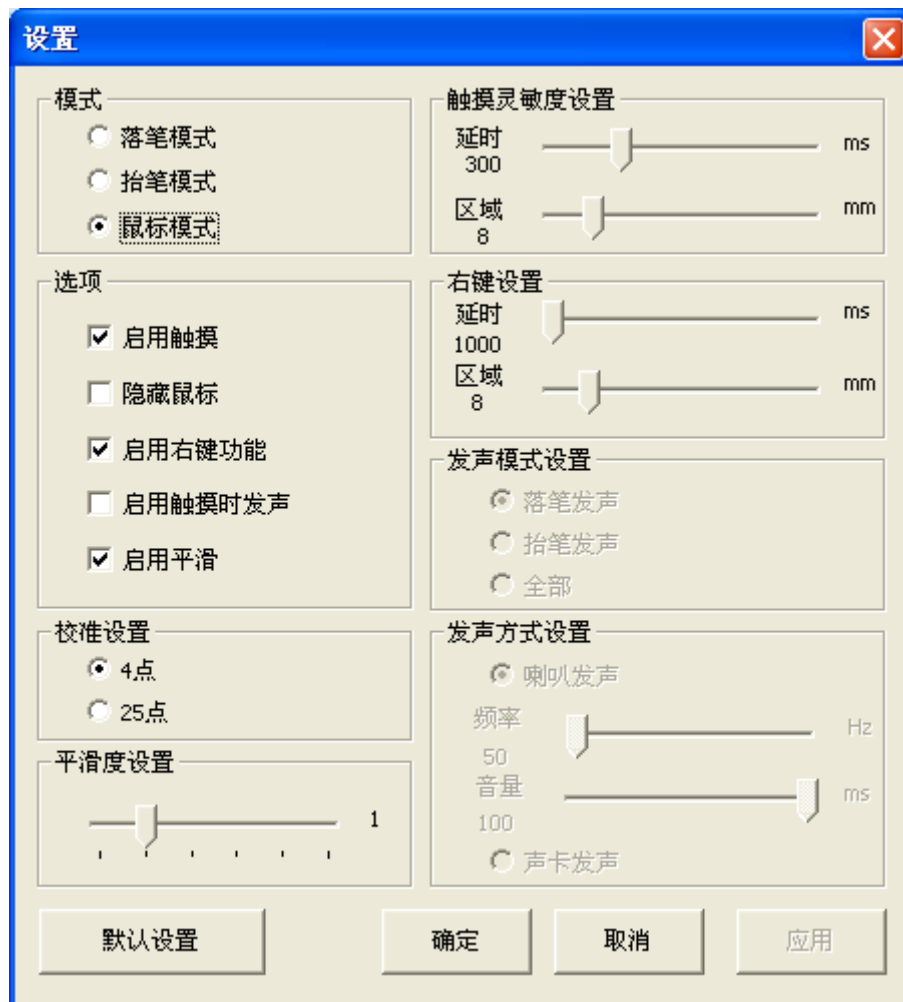 设置
模式
落笔模式
抬笔模式
鼠标模式
选项
启用触摸
隐藏鼠标
启用右键功能
启用触摸时发声
启用平滑
校准设置
4点
25点
平滑度设置
1
触摸灵敏度设置
延时
300
ms
区域
8
mm
右键设置
延时
1000
ms
区域
8
mm
发声模式设置
落笔发声
抬笔发声
全部
发声方式设置
喇叭发声
频率
50
Hz
音量
100
ms
声卡发声
默认设置
确定
取消
应用